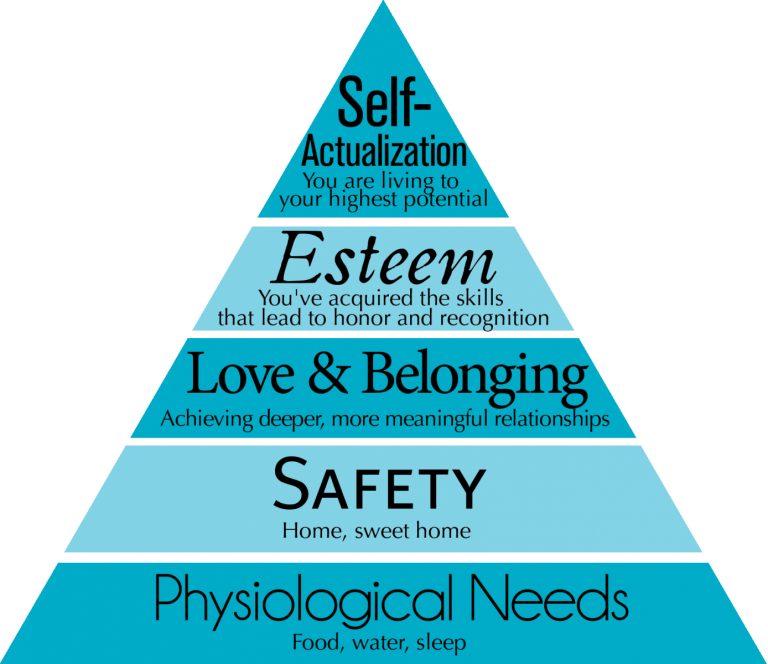 Self-
Actualization
You are living to
your highest potential
Esteem
You've acquired the skills
that lead to honor and recognition
Love & Belonging
Achieving deeper, more meaningful relationships
SAFETY
Home, sweet home
Physiological Needs
Food, water, sleep